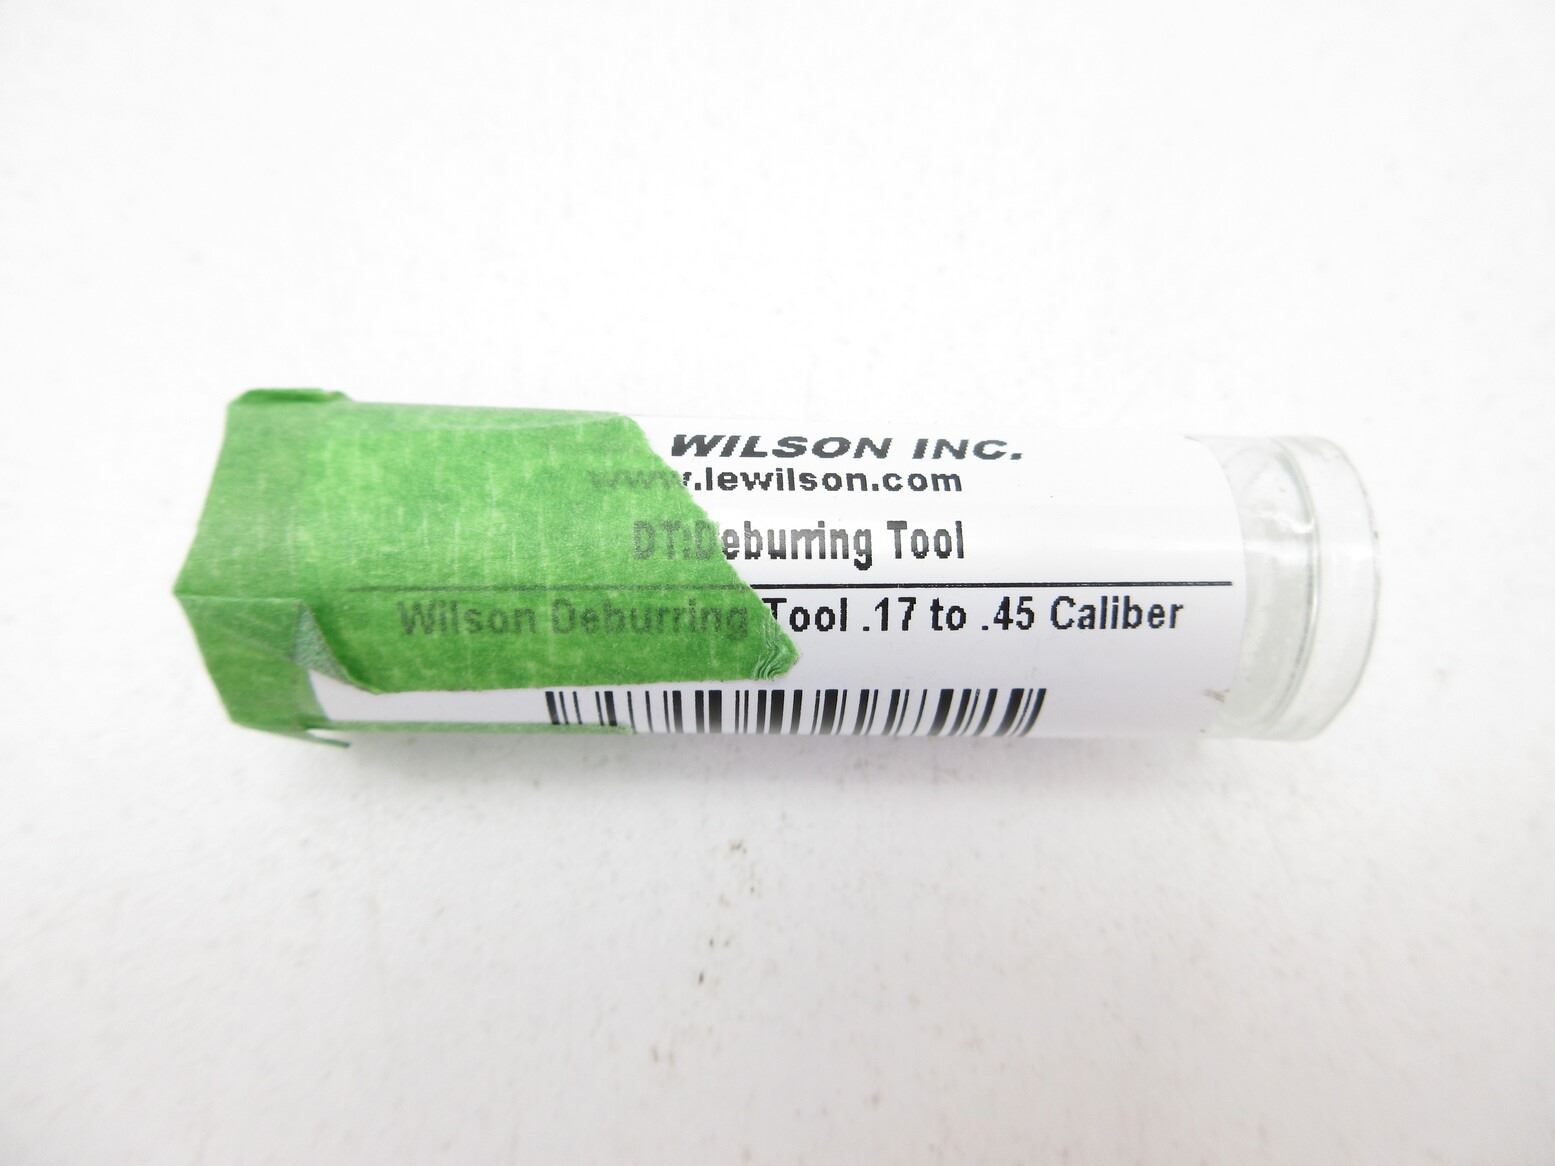 WILSON INC.
www.lewilson.com
DT:Deburring Tool
Wilson Deburring Tool .17 to .45 Caliber